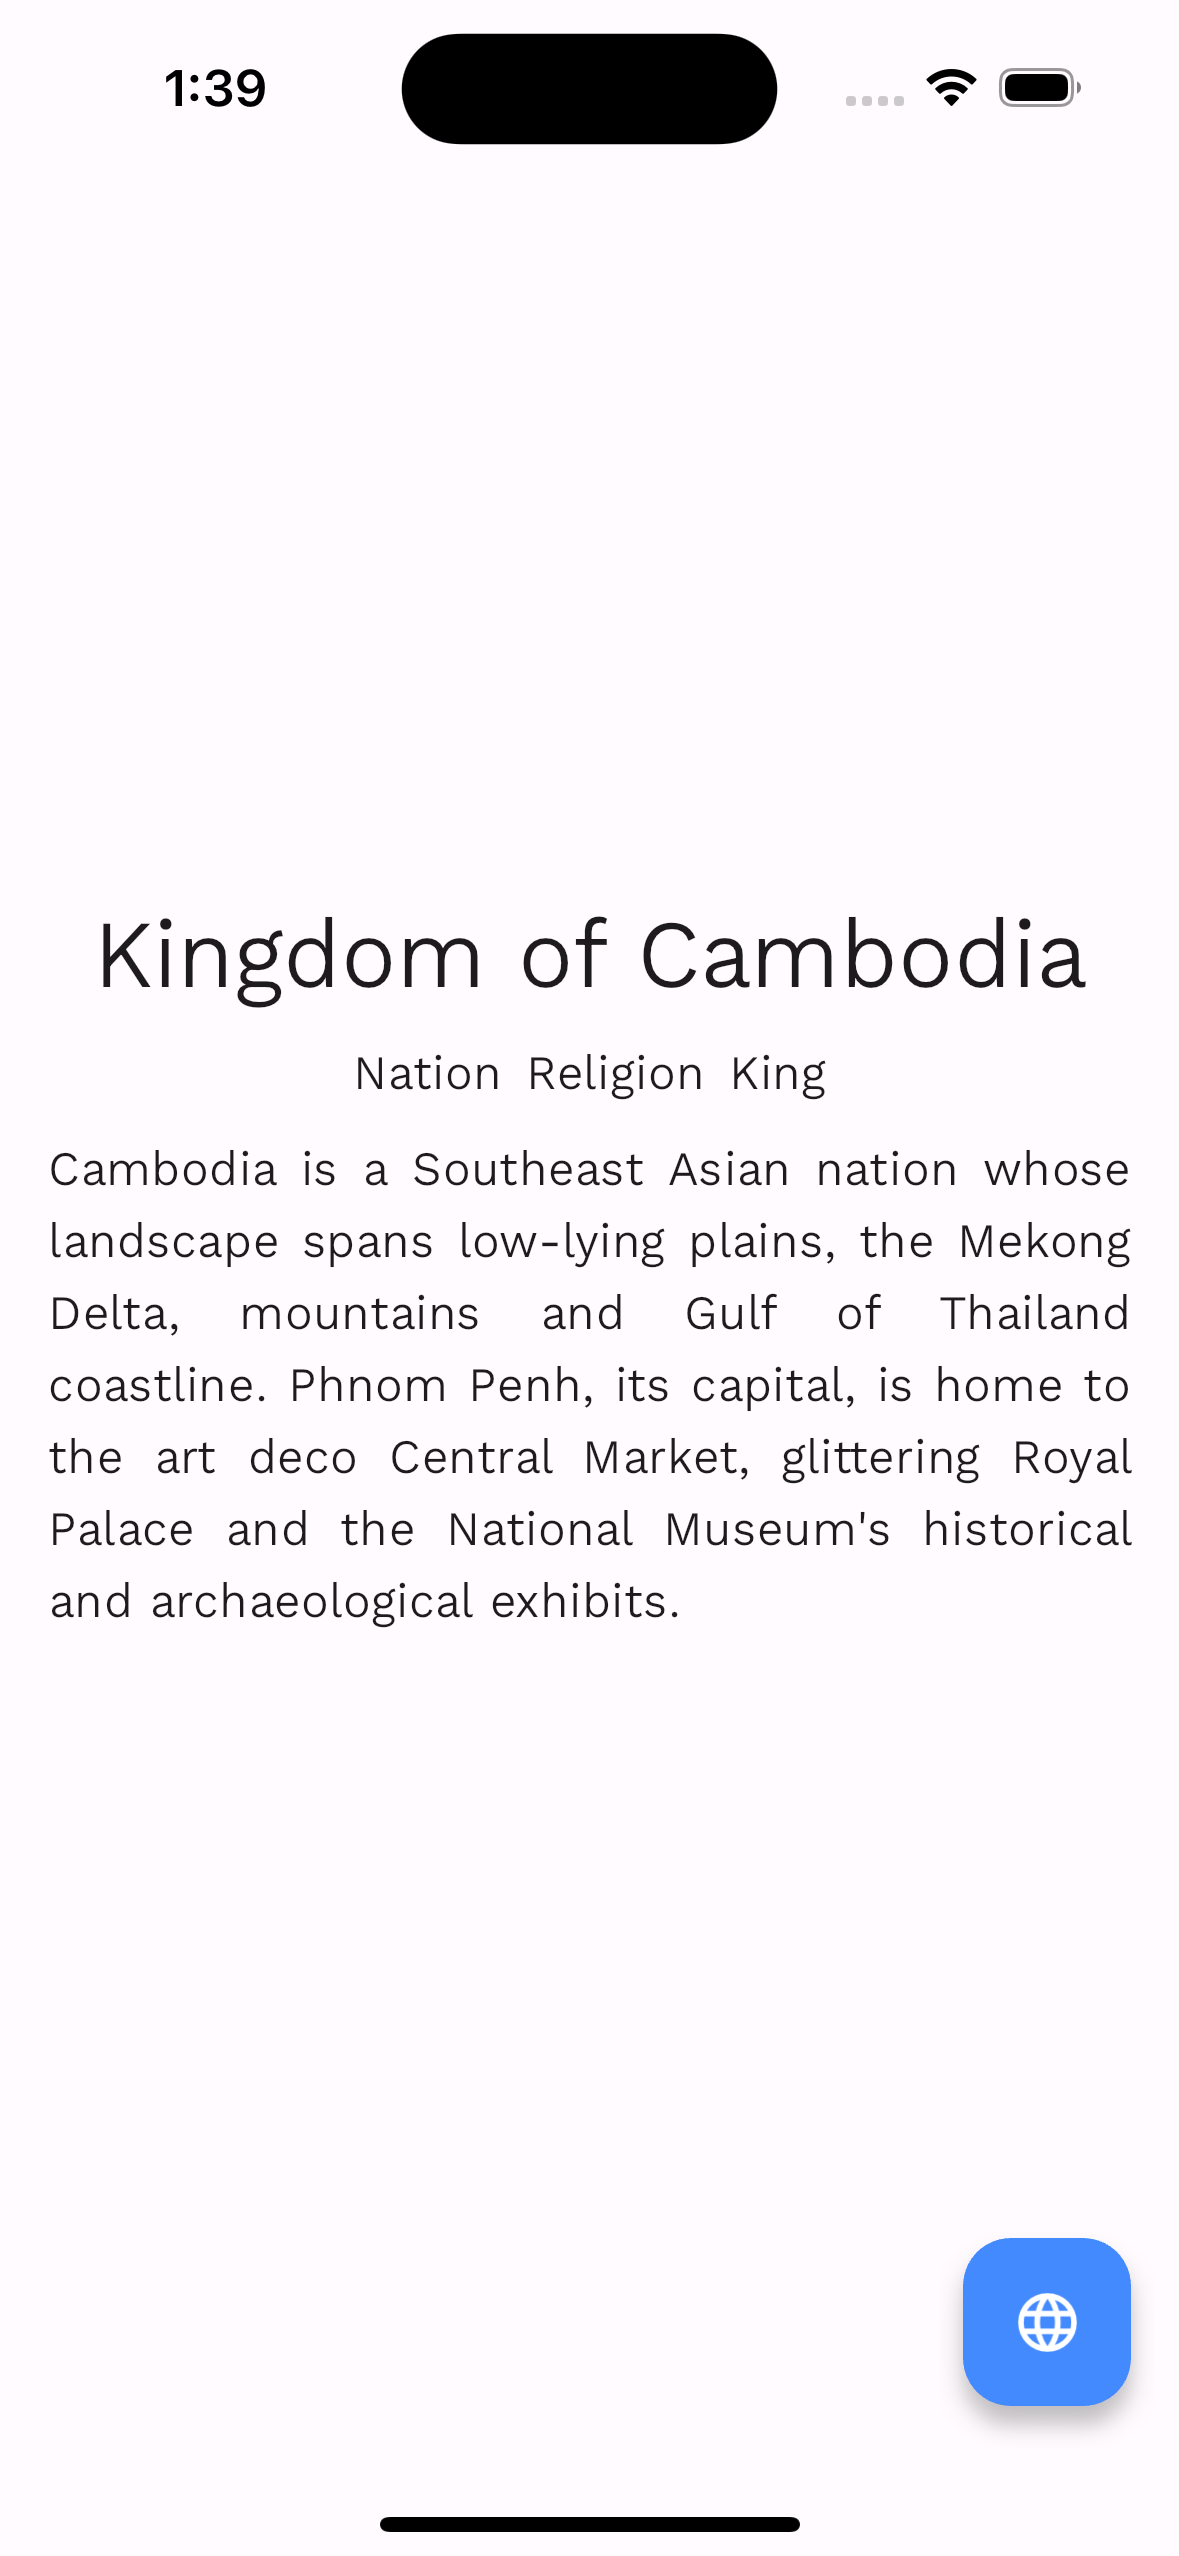 1:39
Kingdom of Cambodia
Nation Religion King
Cambodia is a Southeast Asian nation whose
landscape spans low-lying plains, the Mekong
Delta, mountains and Gulf of Thailand
coastline. Phnom Penh, its capital, is home to
the art deco Central Market, glittering Royal
Palace and the National Museum's historical
and archaeological exhibits.